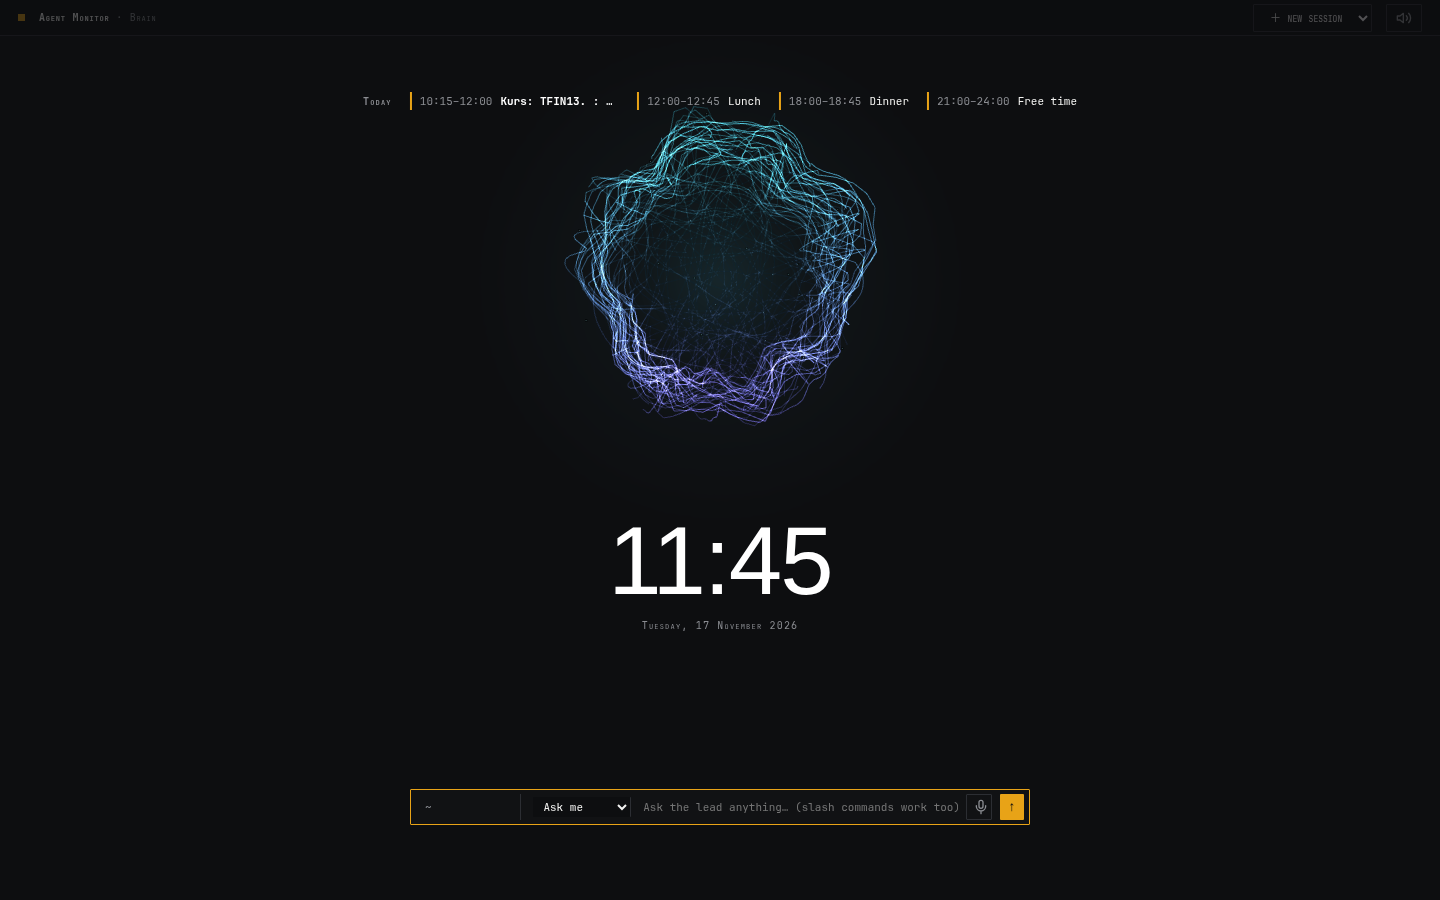 Agent Monitor · Brain
+ NEW SESSION
Today 10:15–12:00 Kurs: TFIN13. : … 12:00–12:45 Lunch 18:00–18:45 Dinner 21:00–24:00 Free time
11:45
Tuesday, 17 November 2026
~ Ask me Ask the lead anything… (slash commands work too) ↑